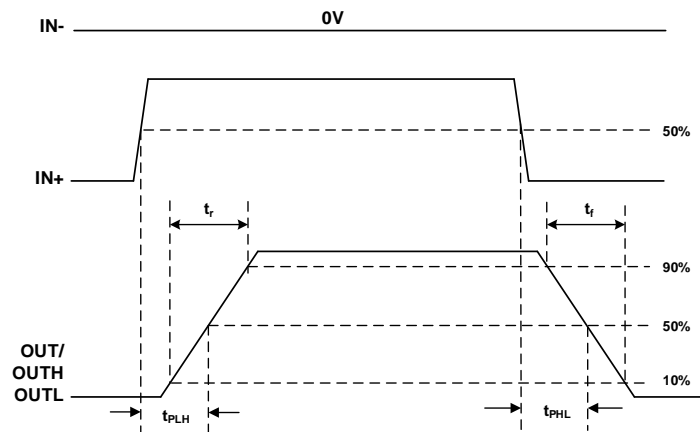 0V
IN-
50%
IN+
tr
tf
90%
50%
OUT/
OUTH
OUTL
10%
tPLH
tPHL